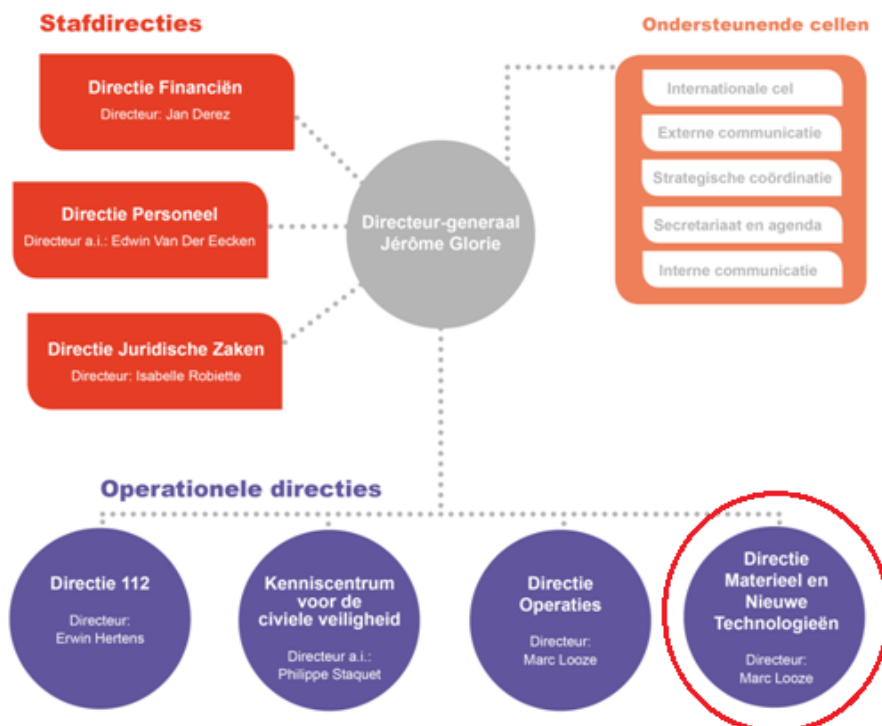 Stafdirecties
Ondersteunende cellen
Directie Financiën
Directeur: Jan Derez
Directie Personeel
Directeur a.i.: Edwin Van Der Eecken
Directie Juridische Zaken
Directeur: Isabelle Robiette
Directeur-generaal
Jérôme Glorie
Internationale cel
Externe communicatie
Strategische coördinatie
Secretariaat en agenda
Interne communicatie
Operationele directies
Directie 112
Directeur:
Erwin Hertens
Kenniscentrum
voor de
civiele veiligheid
Directeur a.i.:
Philippe Staquet
Directie
Operaties
Directeur:
Marc Looze
Directie
Materieel en
Nieuwe
Technologieën
Directeur:
Marc Looze